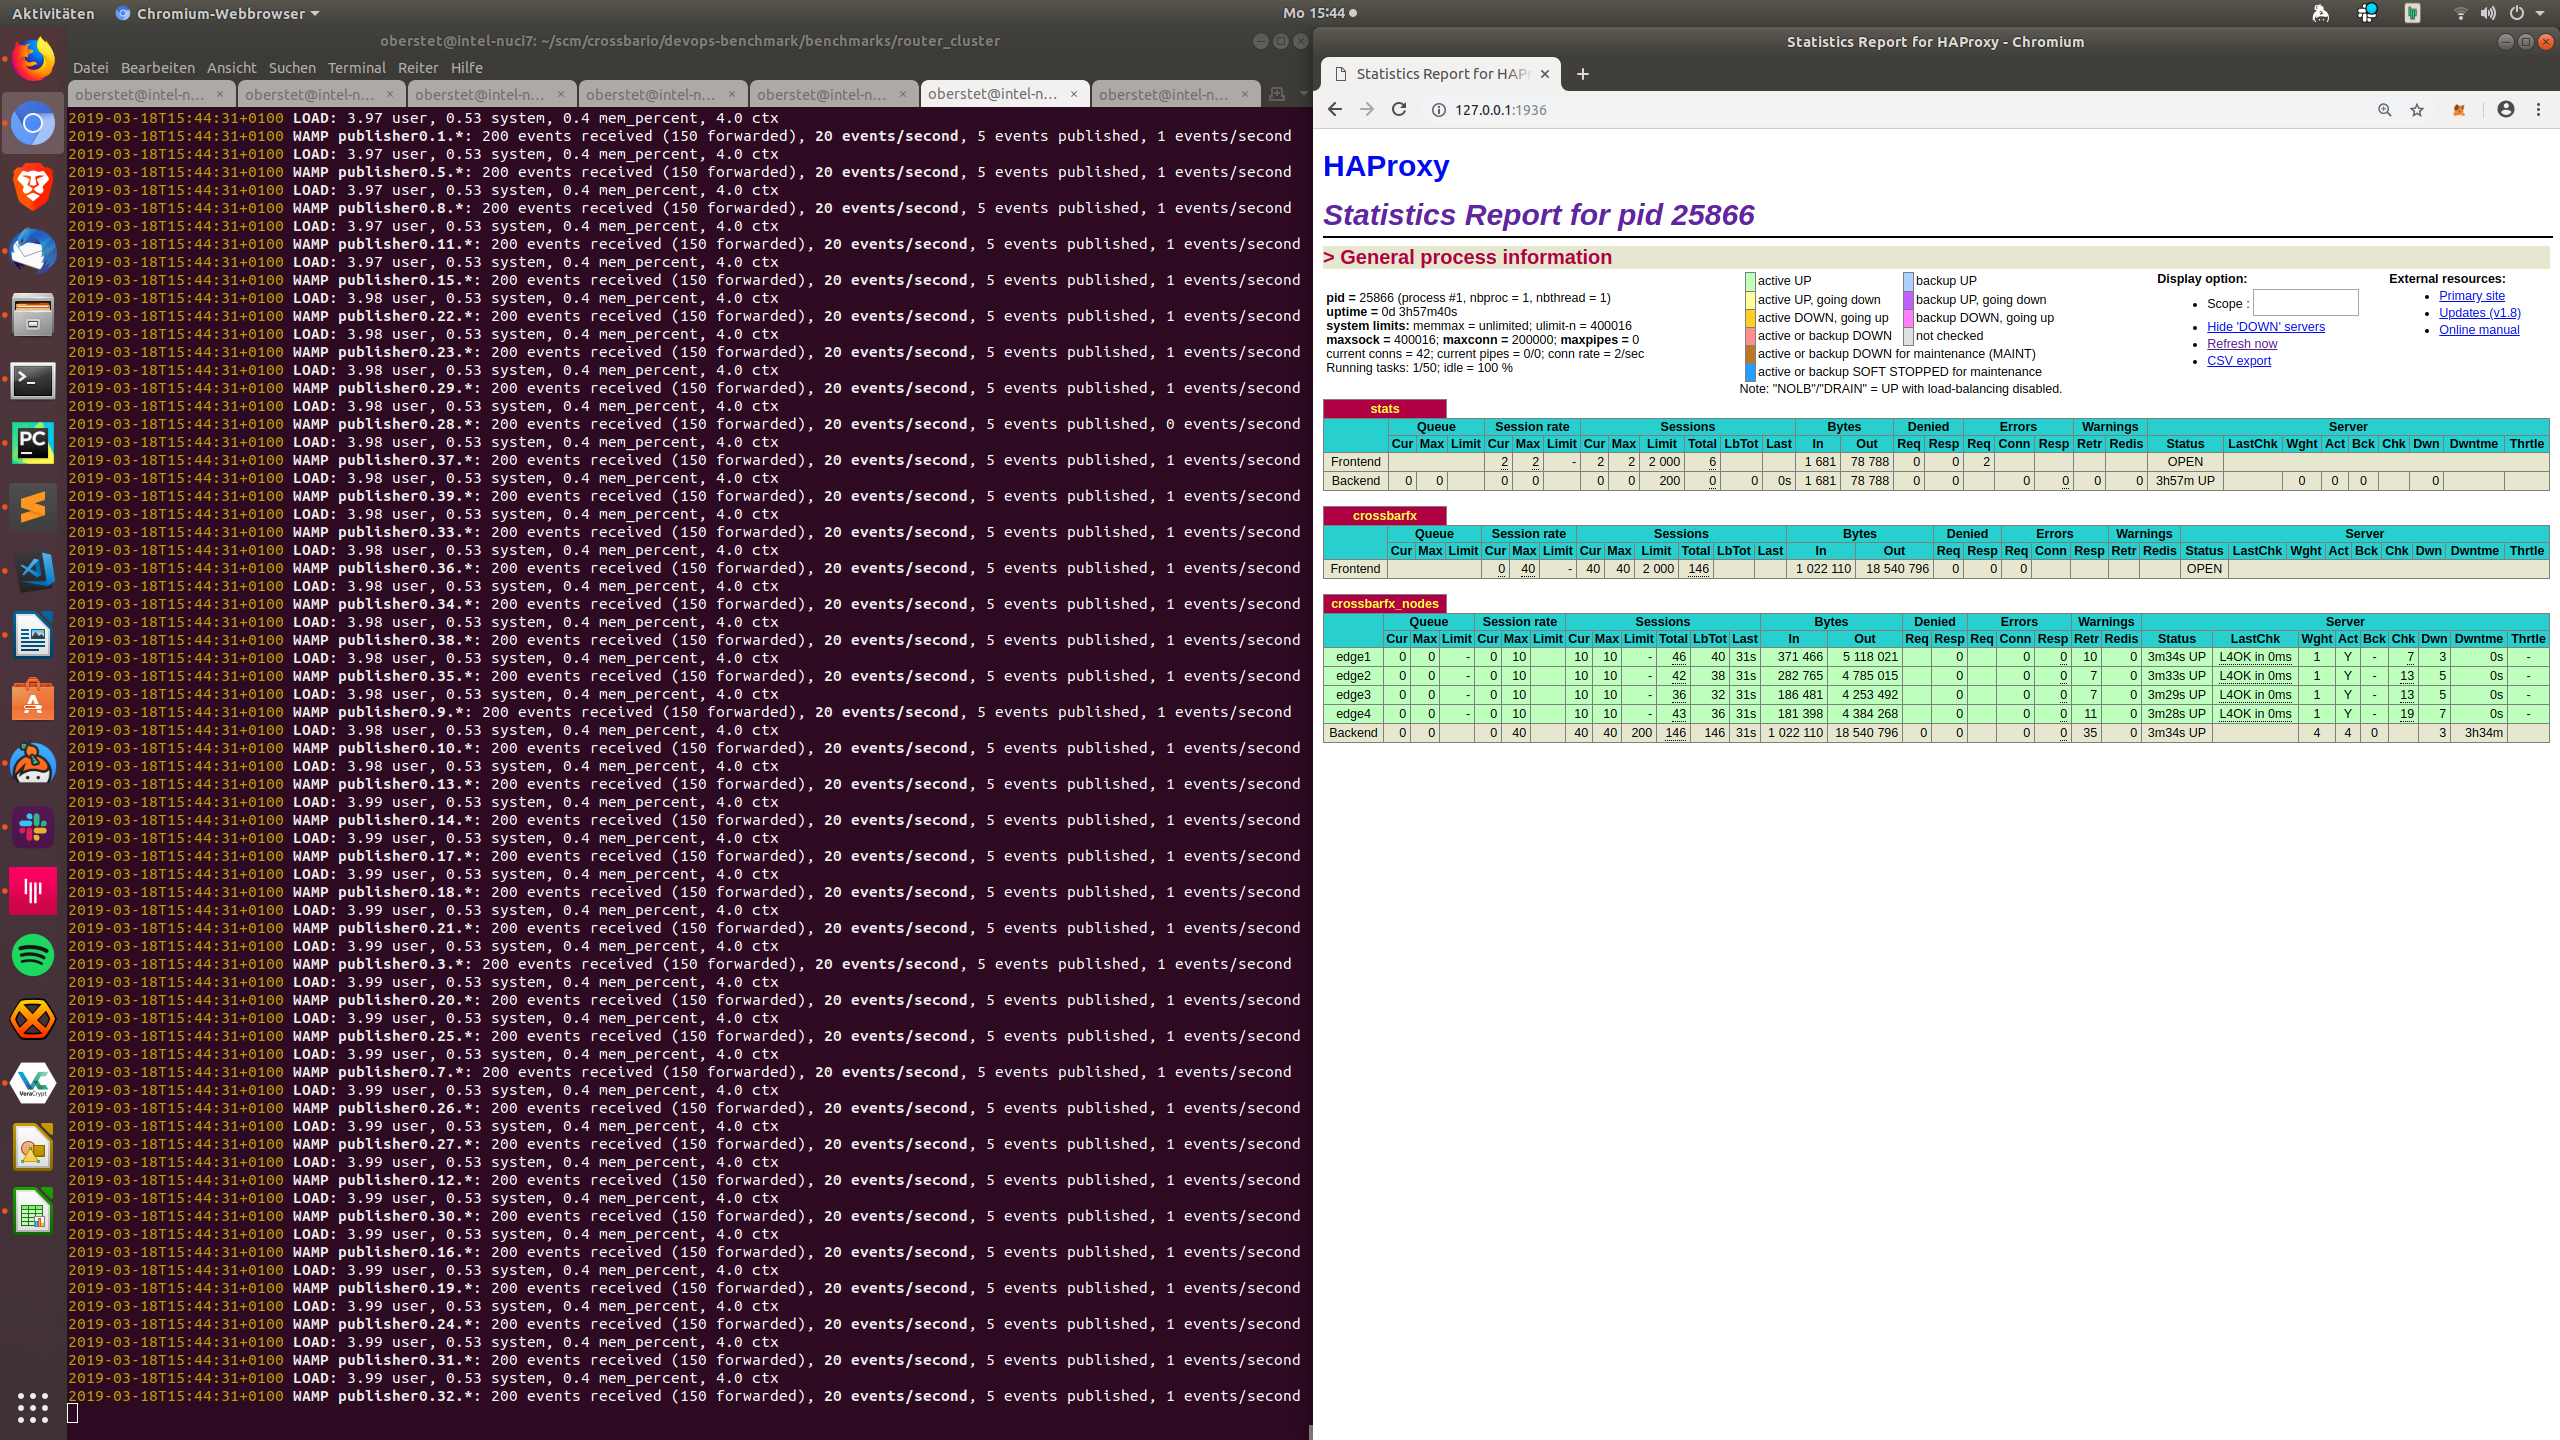 Aktivitäten Chromium-Webbrowser Mo 15:44
oberstet@intel-nuci7: ~/scm/crossbario/devops-benchmark/benchmarks/router_cluster
Datei Bearbeiten Ansicht Suchen Terminal Reiter Hilfe
oberstet@intel-n... × oberstet@intel-n... × oberstet@intel-n... × oberstet@intel-n... × oberstet@intel-n... × oberstet@intel-n... × oberstet@intel-n... ×
2019-03-18T15:44:31+0100 LOAD: 3.97 user, 0.53 system, 0.4 mem_percent, 4.0 ctx
2019-03-18T15:44:31+0100 WAMP publisher0.1.*: 200 events received (150 forwarded), 20 events/second, 5 events published, 1 events/second
2019-03-18T15:44:31+0100 LOAD: 3.97 user, 0.53 system, 0.4 mem_percent, 4.0 ctx
2019-03-18T15:44:31+0100 WAMP publisher0.5.*: 200 events received (150 forwarded), 20 events/second, 5 events published, 1 events/second
2019-03-18T15:44:31+0100 LOAD: 3.97 user, 0.53 system, 0.4 mem_percent, 4.0 ctx
2019-03-18T15:44:31+0100 WAMP publisher0.8.*: 200 events received (150 forwarded), 20 events/second, 5 events published, 1 events/second
2019-03-18T15:44:31+0100 LOAD: 3.97 user, 0.53 system, 0.4 mem_percent, 4.0 ctx
2019-03-18T15:44:31+0100 WAMP publisher0.11.*: 200 events received (150 forwarded), 20 events/second, 5 events published, 1 events/second
2019-03-18T15:44:31+0100 LOAD: 3.97 user, 0.53 system, 0.4 mem_percent, 4.0 ctx
2019-03-18T15:44:31+0100 WAMP publisher0.15.*: 200 events received (150 forwarded), 20 events/second, 5 events published, 1 events/second
2019-03-18T15:44:31+0100 LOAD: 3.98 user, 0.53 system, 0.4 mem_percent, 4.0 ctx
2019-03-18T15:44:31+0100 WAMP publisher0.22.*: 200 events received (150 forwarded), 20 events/second, 5 events published, 1 events/second
2019-03-18T15:44:31+0100 LOAD: 3.98 user, 0.53 system, 0.4 mem_percent, 4.0 ctx
2019-03-18T15:44:31+0100 WAMP publisher0.23.*: 200 events received (150 forwarded), 20 events/second, 5 events published, 1 events/second
2019-03-18T15:44:31+0100 LOAD: 3.98 user, 0.53 system, 0.4 mem_percent, 4.0 ctx
2019-03-18T15:44:31+0100 WAMP publisher0.29.*: 200 events received (150 forwarded), 20 events/second, 5 events published, 1 events/second
2019-03-18T15:44:31+0100 LOAD: 3.98 user, 0.53 system, 0.4 mem_percent, 4.0 ctx
2019-03-18T15:44:31+0100 WAMP publisher0.28.*: 200 events received (150 forwarded), 20 events/second, 5 events published, 0 events/second
2019-03-18T15:44:31+0100 LOAD: 3.98 user, 0.53 system, 0.4 mem_percent, 4.0 ctx
2019-03-18T15:44:31+0100 WAMP publisher0.37.*: 200 events received (150 forwarded), 20 events/second, 5 events published, 1 events/second
2019-03-18T15:44:31+0100 LOAD: 3.98 user, 0.53 system, 0.4 mem_percent, 4.0 ctx
2019-03-18T15:44:31+0100 WAMP publisher0.39.*: 200 events received (150 forwarded), 20 events/second, 5 events published, 1 events/second
2019-03-18T15:44:31+0100 LOAD: 3.98 user, 0.53 system, 0.4 mem_percent, 4.0 ctx
2019-03-18T15:44:31+0100 WAMP publisher0.33.*: 200 events received (150 forwarded), 20 events/second, 5 events published, 1 events/second
2019-03-18T15:44:31+0100 LOAD: 3.98 user, 0.53 system, 0.4 mem_percent, 4.0 ctx
2019-03-18T15:44:31+0100 WAMP publisher0.36.*: 200 events received (150 forwarded), 20 events/second, 5 events published, 1 events/second
2019-03-18T15:44:31+0100 LOAD: 3.98 user, 0.53 system, 0.4 mem_percent, 4.0 ctx
2019-03-18T15:44:31+0100 WAMP publisher0.34.*: 200 events received (150 forwarded), 20 events/second, 5 events published, 1 events/second
2019-03-18T15:44:31+0100 LOAD: 3.98 user, 0.53 system, 0.4 mem_percent, 4.0 ctx
2019-03-18T15:44:31+0100 WAMP publisher0.38.*: 200 events received (150 forwarded), 20 events/second, 5 events published, 1 events/second
2019-03-18T15:44:31+0100 LOAD: 3.98 user, 0.53 system, 0.4 mem_percent, 4.0 ctx
2019-03-18T15:44:31+0100 WAMP publisher0.35.*: 200 events received (150 forwarded), 20 events/second, 5 events published, 1 events/second
2019-03-18T15:44:31+0100 LOAD: 3.98 user, 0.53 system, 0.4 mem_percent, 4.0 ctx
2019-03-18T15:44:31+0100 WAMP publisher0.9.*: 200 events received (150 forwarded), 20 events/second, 5 events published, 1 events/second
2019-03-18T15:44:31+0100 LOAD: 3.98 user, 0.53 system, 0.4 mem_percent, 4.0 ctx
2019-03-18T15:44:31+0100 WAMP publisher0.10.*: 200 events received (150 forwarded), 20 events/second, 5 events published, 1 events/second
2019-03-18T15:44:31+0100 LOAD: 3.98 user, 0.53 system, 0.4 mem_percent, 4.0 ctx
2019-03-18T15:44:31+0100 WAMP publisher0.13.*: 200 events received (150 forwarded), 20 events/second, 5 events published, 1 events/second
2019-03-18T15:44:31+0100 LOAD: 3.99 user, 0.53 system, 0.4 mem_percent, 4.0 ctx
2019-03-18T15:44:31+0100 WAMP publisher0.14.*: 200 events received (150 forwarded), 20 events/second, 5 events published, 1 events/second
2019-03-18T15:44:31+0100 LOAD: 3.99 user, 0.53 system, 0.4 mem_percent, 4.0 ctx
2019-03-18T15:44:31+0100 WAMP publisher0.17.*: 200 events received (150 forwarded), 20 events/second, 5 events published, 1 events/second
2019-03-18T15:44:31+0100 LOAD: 3.99 user, 0.53 system, 0.4 mem_percent, 4.0 ctx
2019-03-18T15:44:31+0100 WAMP publisher0.18.*: 200 events received (150 forwarded), 20 events/second, 5 events published, 1 events/second
2019-03-18T15:44:31+0100 LOAD: 3.99 user, 0.53 system, 0.4 mem_percent, 4.0 ctx
2019-03-18T15:44:31+0100 WAMP publisher0.21.*: 200 events received (150 forwarded), 20 events/second, 5 events published, 1 events/second
2019-03-18T15:44:31+0100 LOAD: 3.99 user, 0.53 system, 0.4 mem_percent, 4.0 ctx
2019-03-18T15:44:31+0100 WAMP publisher0.3.*: 200 events received (150 forwarded), 20 events/second, 5 events published, 1 events/second
2019-03-18T15:44:31+0100 LOAD: 3.99 user, 0.53 system, 0.4 mem_percent, 4.0 ctx
2019-03-18T15:44:31+0100 WAMP publisher0.20.*: 200 events received (150 forwarded), 20 events/second, 5 events published, 1 events/second
2019-03-18T15:44:31+0100 LOAD: 3.99 user, 0.53 system, 0.4 mem_percent, 4.0 ctx
2019-03-18T15:44:31+0100 WAMP publisher0.25.*: 200 events received (150 forwarded), 20 events/second, 5 events published, 1 events/second
2019-03-18T15:44:31+0100 LOAD: 3.99 user, 0.53 system, 0.4 mem_percent, 4.0 ctx
2019-03-18T15:44:31+0100 WAMP publisher0.7.*: 200 events received (150 forwarded), 20 events/second, 5 events published, 1 events/second
2019-03-18T15:44:31+0100 LOAD: 3.99 user, 0.53 system, 0.4 mem_percent, 4.0 ctx
2019-03-18T15:44:31+0100 WAMP publisher0.26.*: 200 events received (150 forwarded), 20 events/second, 5 events published, 1 events/second
2019-03-18T15:44:31+0100 LOAD: 3.99 user, 0.53 system, 0.4 mem_percent, 4.0 ctx
2019-03-18T15:44:31+0100 WAMP publisher0.27.*: 200 events received (150 forwarded), 20 events/second, 5 events published, 1 events/second
2019-03-18T15:44:31+0100 LOAD: 3.99 user, 0.53 system, 0.4 mem_percent, 4.0 ctx
2019-03-18T15:44:31+0100 WAMP publisher0.12.*: 200 events received (150 forwarded), 20 events/second, 5 events published, 1 events/second
2019-03-18T15:44:31+0100 LOAD: 3.99 user, 0.53 system, 0.4 mem_percent, 4.0 ctx
2019-03-18T15:44:31+0100 WAMP publisher0.30.*: 200 events received (150 forwarded), 20 events/second, 5 events published, 1 events/second
2019-03-18T15:44:31+0100 LOAD: 3.99 user, 0.53 system, 0.4 mem_percent, 4.0 ctx
2019-03-18T15:44:31+0100 WAMP publisher0.16.*: 200 events received (150 forwarded), 20 events/second, 5 events published, 1 events/second
2019-03-18T15:44:31+0100 LOAD: 3.99 user, 0.53 system, 0.4 mem_percent, 4.0 ctx
2019-03-18T15:44:31+0100 WAMP publisher0.19.*: 200 events received (150 forwarded), 20 events/second, 5 events published, 1 events/second
2019-03-18T15:44:31+0100 LOAD: 3.99 user, 0.53 system, 0.4 mem_percent, 4.0 ctx
2019-03-18T15:44:31+0100 WAMP publisher0.24.*: 200 events received (150 forwarded), 20 events/second, 5 events published, 1 events/second
2019-03-18T15:44:31+0100 LOAD: 3.99 user, 0.53 system, 0.4 mem_percent, 4.0 ctx
2019-03-18T15:44:31+0100 WAMP publisher0.31.*: 200 events received (150 forwarded), 20 events/second, 5 events published, 1 events/second
2019-03-18T15:44:31+0100 LOAD: 3.99 user, 0.53 system, 0.4 mem_percent, 4.0 ctx
2019-03-18T15:44:31+0100 WAMP publisher0.32.*: 200 events received (150 forwarded), 20 events/second, 5 events published, 1 events/second
Statistics Report for HAProxy - Chromium
Statistics Report for HAPr
127.0.0.1:1936
HAProxy
Statistics Report for pid 25866
> General process information
pid = 25866 (process #1, nbproc = 1, nbthread = 1)
uptime = 0d 3h57m40s
system limits: memmax = unlimited; ulimit-n = 400016
maxsock = 400016; maxconn = 200000; maxpipes = 0
current conns = 42; current pipes = 0/0; conn rate = 2/sec
Running tasks: 1/50; idle = 100 %
active UP backup UP
active UP, going down backup UP, going down
active DOWN, going up backup DOWN, going up
active or backup DOWN not checked
active or backup DOWN for maintenance (MAINT)
active or backup SOFT STOPPED for maintenance
Note: "NOLB"/"DRAIN" = UP with load-balancing disabled.
Display option:
Scope :
Hide 'DOWN' servers
Refresh now
CSV export
External resources:
Primary site
Updates (v1.8)
Online manual
stats
Queue Session rate Sessions Bytes Denied Errors Warnings Server
Cur Max Limit Cur Max Limit Cur Max Limit Total LbTot Last In Out Req Resp Req Conn Resp Retr Redis Status LastChk Wght Act Bck Chk Dwn Dwntme Thrtle
Frontend 2 2 - 2 2 2 000 6 1 681 78 788 0 0 2 OPEN
Backend 0 0 0 0 0 0 200 0 0 0s 1 681 78 788 0 0 0 0 0 0 3h57m UP 0 0 0 0
crossbarfx
Queue Session rate Sessions Bytes Denied Errors Warnings Server
Cur Max Limit Cur Max Limit Cur Max Limit Total LbTot Last In Out Req Resp Req Conn Resp Retr Redis Status LastChk Wght Act Bck Chk Dwn Dwntme Thrtle
Frontend 0 40 - 40 40 2 000 146 1 022 110 18 540 796 0 0 0 OPEN
crossbarfx_nodes
Queue Session rate Sessions Bytes Denied Errors Warnings Server
Cur Max Limit Cur Max Limit Cur Max Limit Total LbTot Last In Out Req Resp Req Conn Resp Retr Redis Status LastChk Wght Act Bck Chk Dwn Dwntme Thrtle
edge1 0 0 - 0 10 10 10 - 46 40 31s 371 466 5 118 021 0 0 0 10 0 3m34s UP L4OK in 0ms 1 Y - 7 3 0s -
edge2 0 0 - 0 10 10 10 - 42 38 31s 282 765 4 785 015 0 0 0 7 0 3m33s UP L4OK in 0ms 1 Y - 13 5 0s -
edge3 0 0 - 0 10 10 10 - 36 32 31s 186 481 4 253 492 0 0 0 7 0 3m29s UP L4OK in 0ms 1 Y - 13 5 0s -
edge4 0 0 - 0 10 10 10 - 43 36 31s 181 398 4 384 268 0 0 0 11 0 3m28s UP L4OK in 0ms 1 Y - 19 7 0s -
Backend 0 0 0 40 40 40 200 146 146 31s 1 022 110 18 540 796 0 0 0 0 35 0 3m34s UP 4 4 0 3 3h34m
PC
VeraCrypt